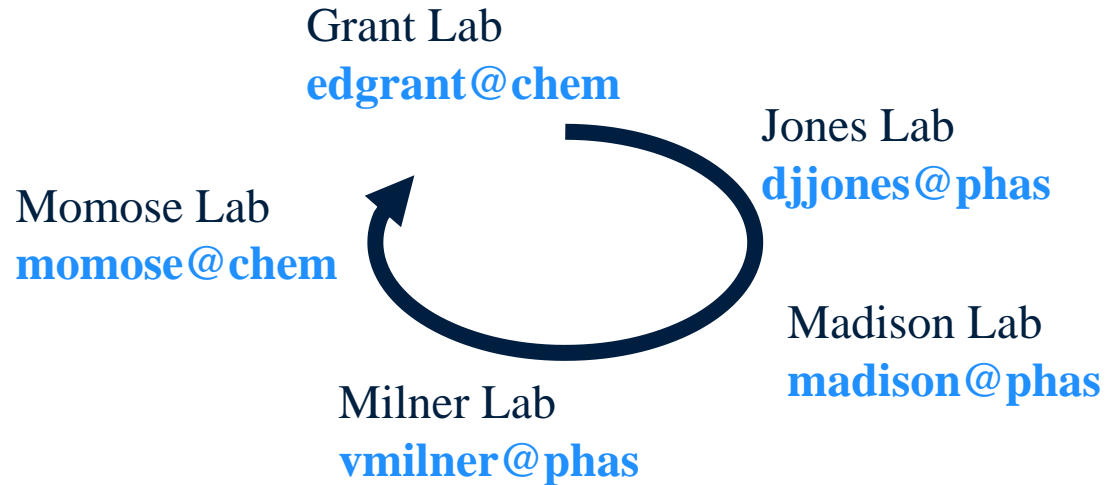 Grant Lab
edgrant@chem
Jones Lab
djjones@phas
Momose Lab
momose@chem
Madison Lab
madison@phas
Milner Lab
vmilner@phas